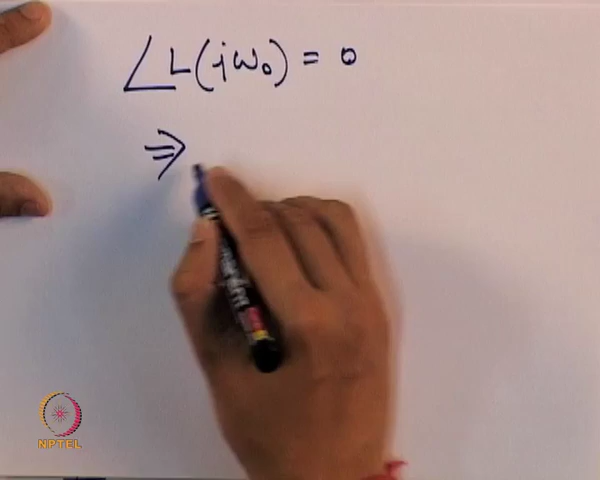 ∠L(jω₀) = 0
⇒
NPTEL